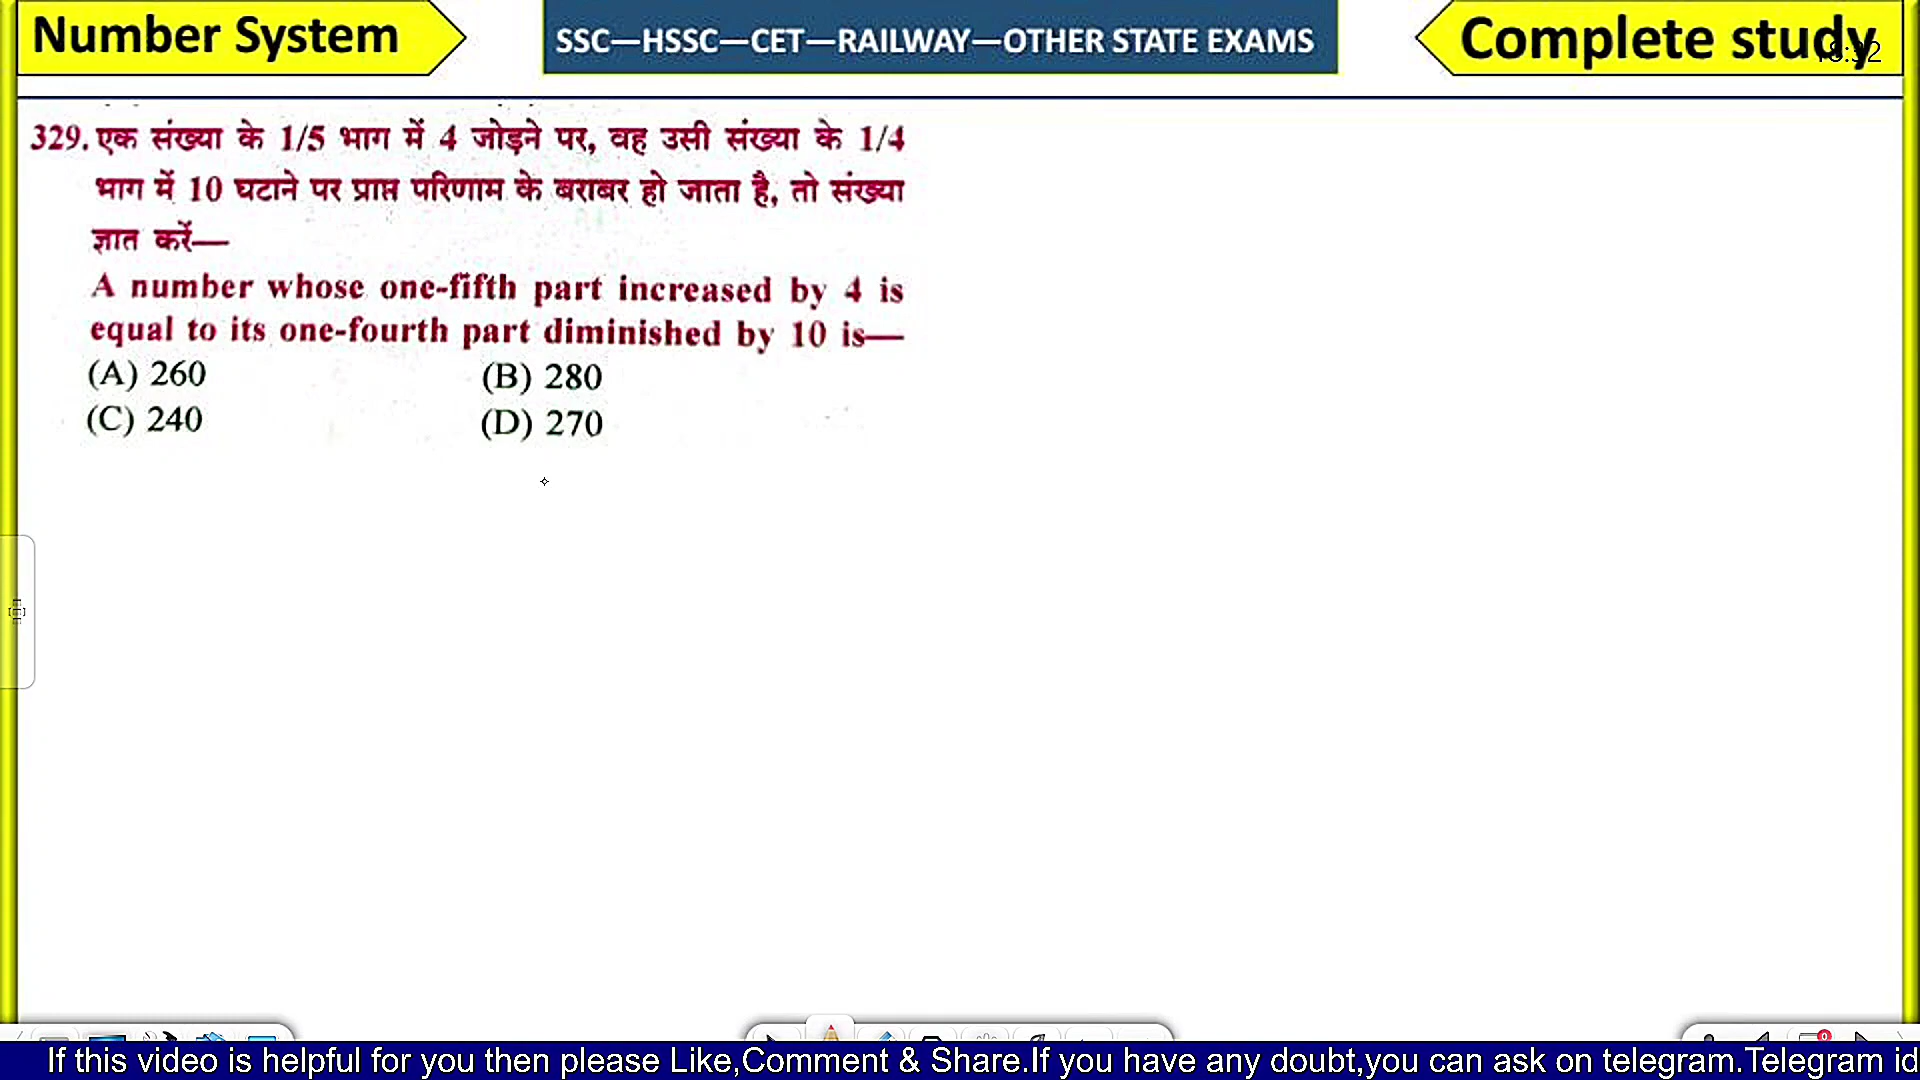 Number System
SSC—HSSC—CET—RAILWAY—OTHER STATE EXAMS
Complete study
329. एक संख्या के 1/5 भाग में 4 जोड़ने पर, वह उसी संख्या के 1/4
भाग में 10 घटाने पर प्राप्त परिणाम के बराबर हो जाता है, तो संख्या
ज्ञात करें—
A number whose one-fifth part increased by 4 is
equal to its one-fourth part diminished by 10 is—
(A) 260 (B) 280
(C) 240 (D) 270
If this video is helpful for you then please Like,Comment & Share.If you have any doubt,you can ask on telegram.Telegram id